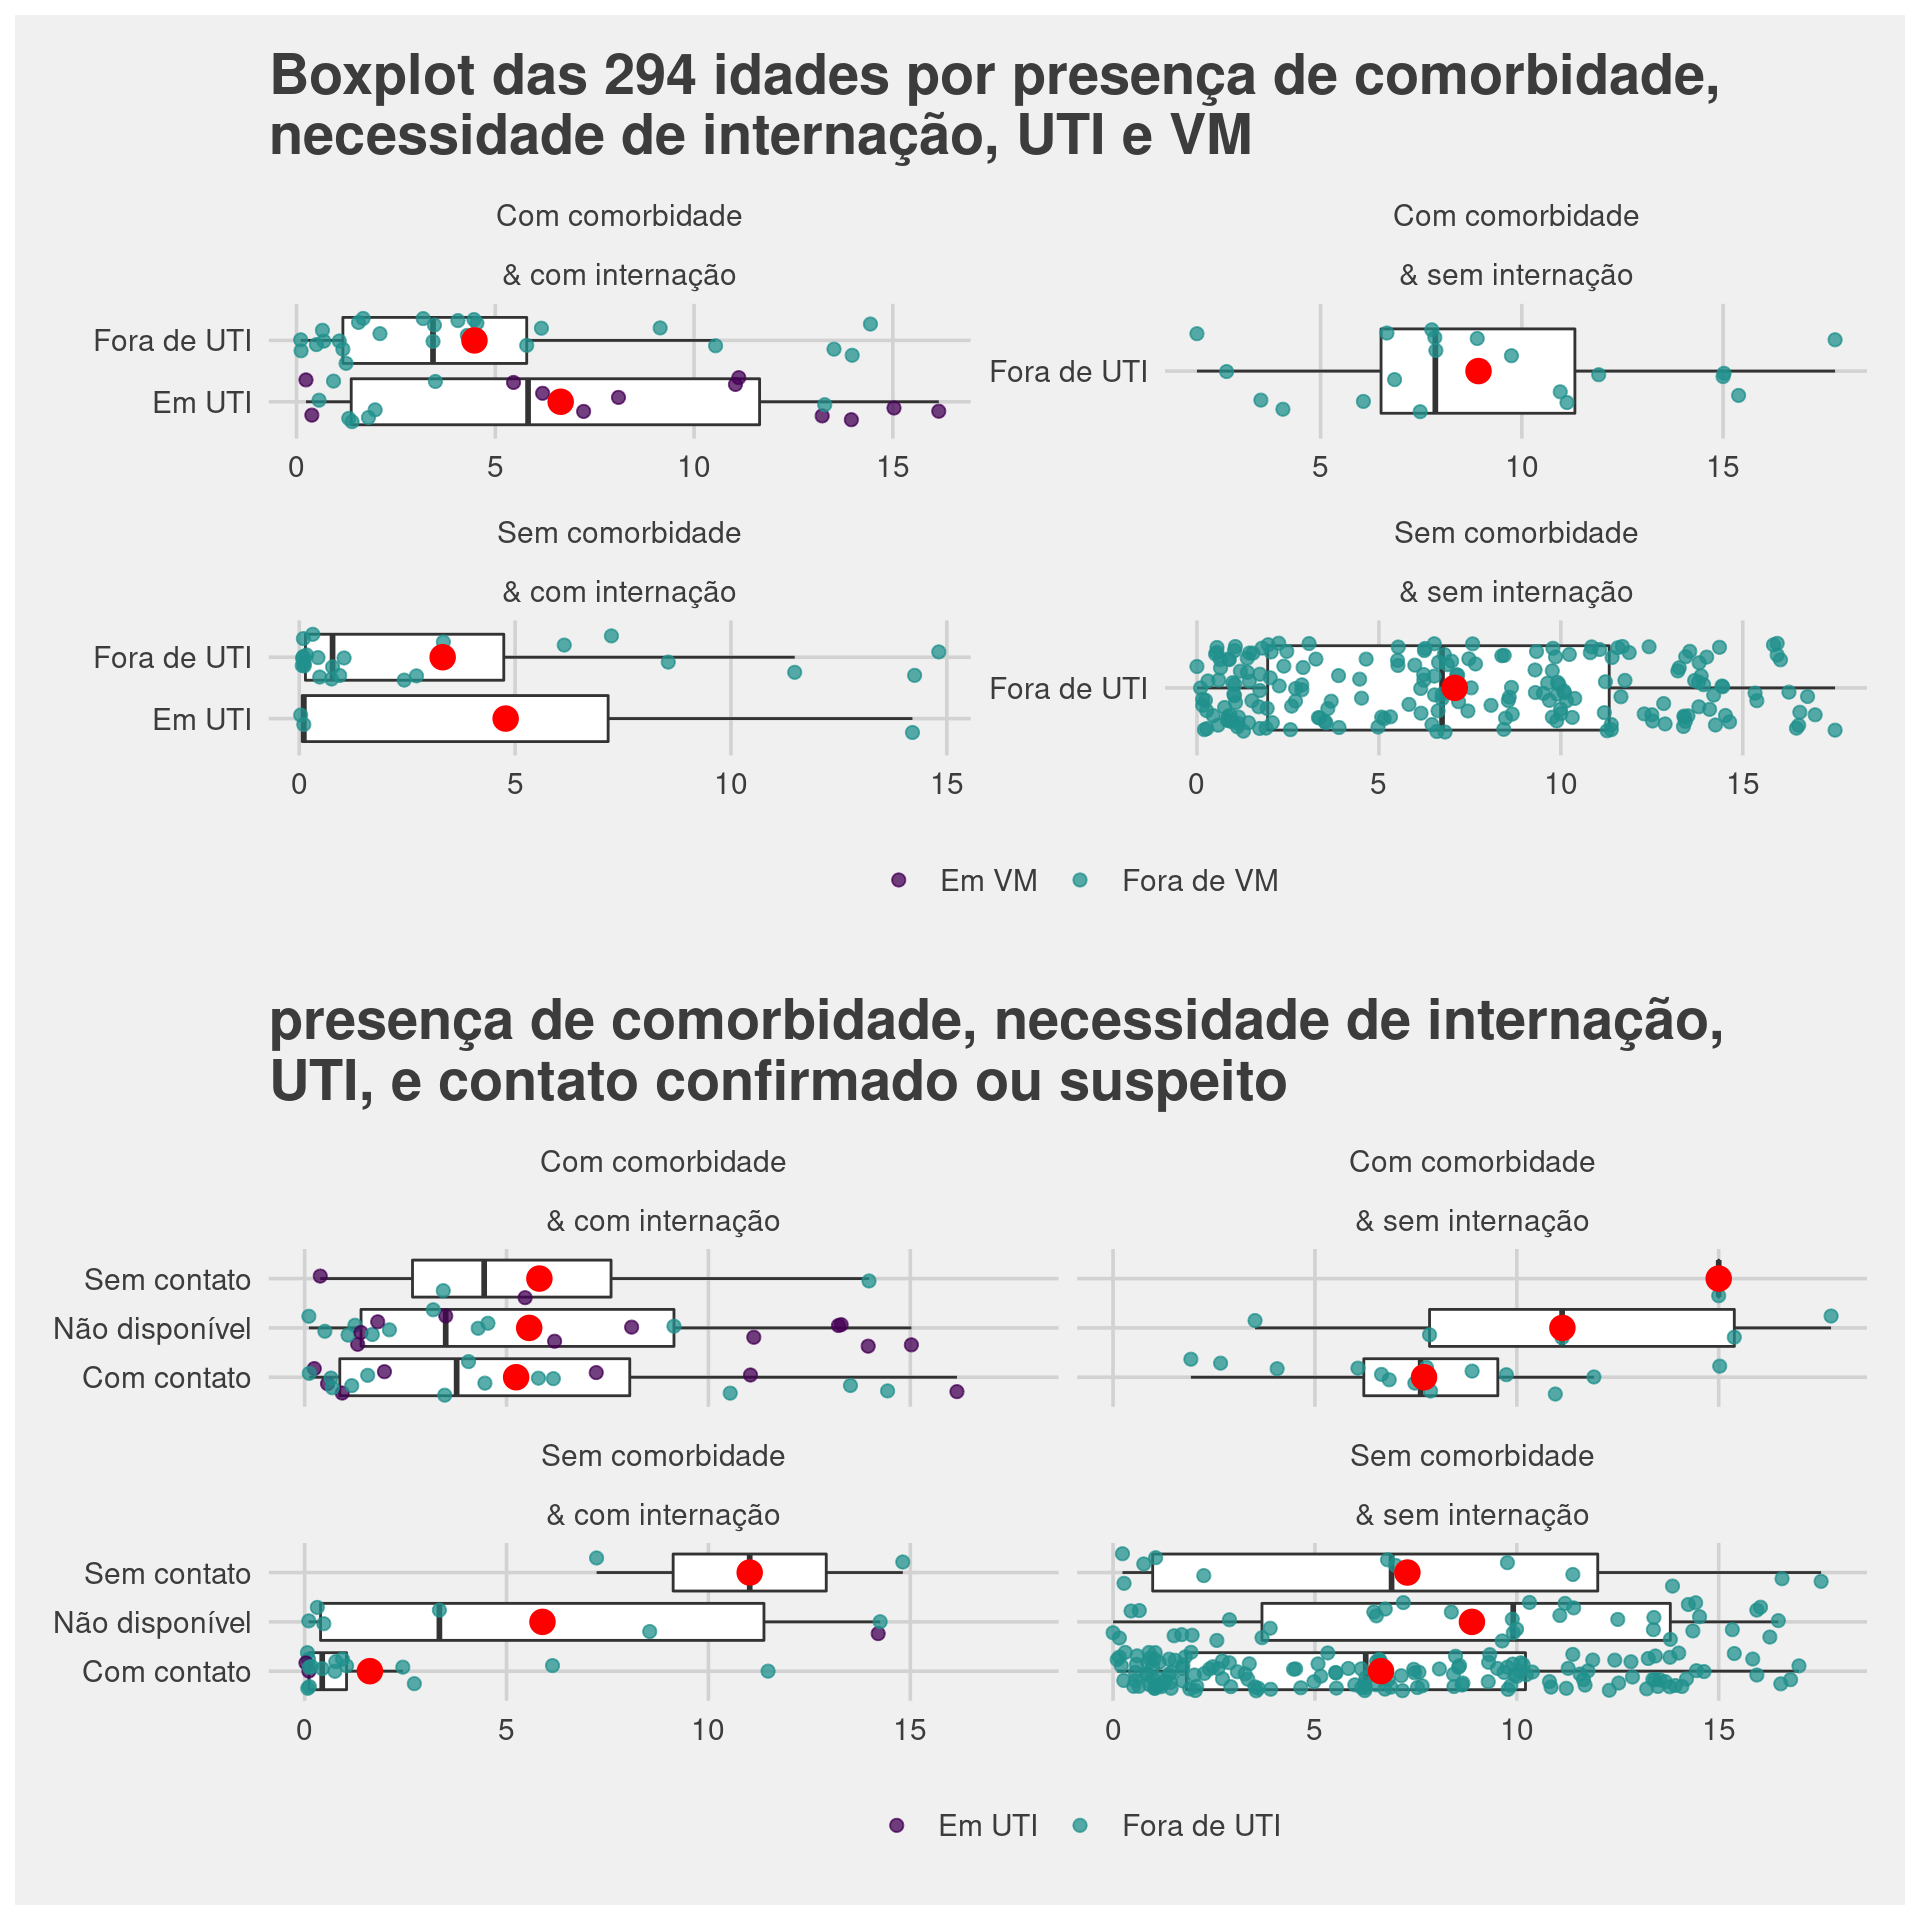 Boxplot das 294 idades por presença de comorbidade,
necessidade de internação, UTI e VM
Com comorbidade
& com internação
Com comorbidade
& sem internação
Fora de UTI
Em UTI
Fora de UTI
0 5 10 15
5 10 15
Sem comorbidade
& com internação
Sem comorbidade
& sem internação
Fora de UTI
Em UTI
Fora de UTI
0 5 10 15
0 5 10 15
Em VM Fora de VM
presença de comorbidade, necessidade de internação,
UTI, e contato confirmado ou suspeito
Com comorbidade
& com internação
Com comorbidade
& sem internação
Sem contato
Não disponível
Com contato
Sem comorbidade
& com internação
Sem comorbidade
& sem internação
Sem contato
Não disponível
Com contato
0 5 10 15
0 5 10 15
Em UTI Fora de UTI